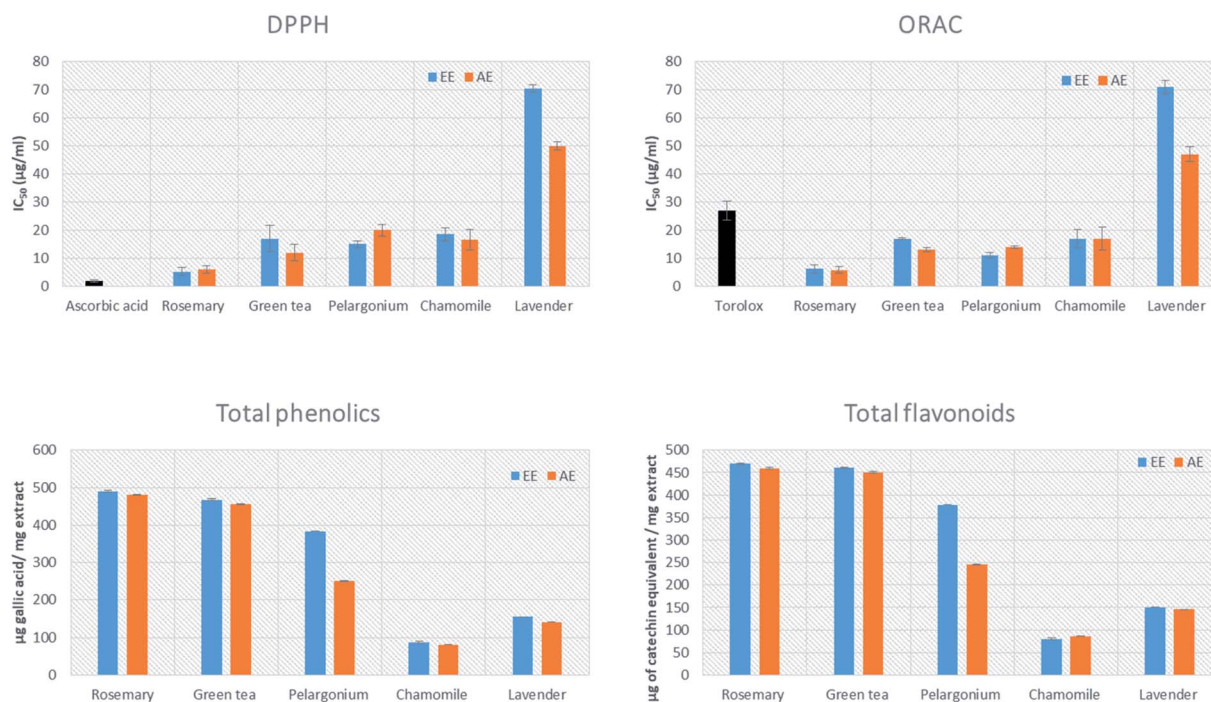 DPPH
80
70
60
50
40
30
20
10
0
IC50 (µg/ml)
EE AE
Ascorbic acid Rosemary Green tea Pelargonium Chamomile Lavender
ORAC
80
70
60
50
40
30
20
10
0
IC50 (µg/ml)
EE AE
Torolox Rosemary Green tea Pelargonium Chamomile Lavender
Total phenolics
600
500
400
300
200
100
0
µg gallic acid/ mg extract
EE AE
Rosemary Green tea Pelargonium Chamomile Lavender
Total flavonoids
500
450
400
350
300
250
200
150
100
50
0
µg of catechin equivalent / mg extract
EE AE
Rosemary Green tea Pelargonium Chamomile Lavender